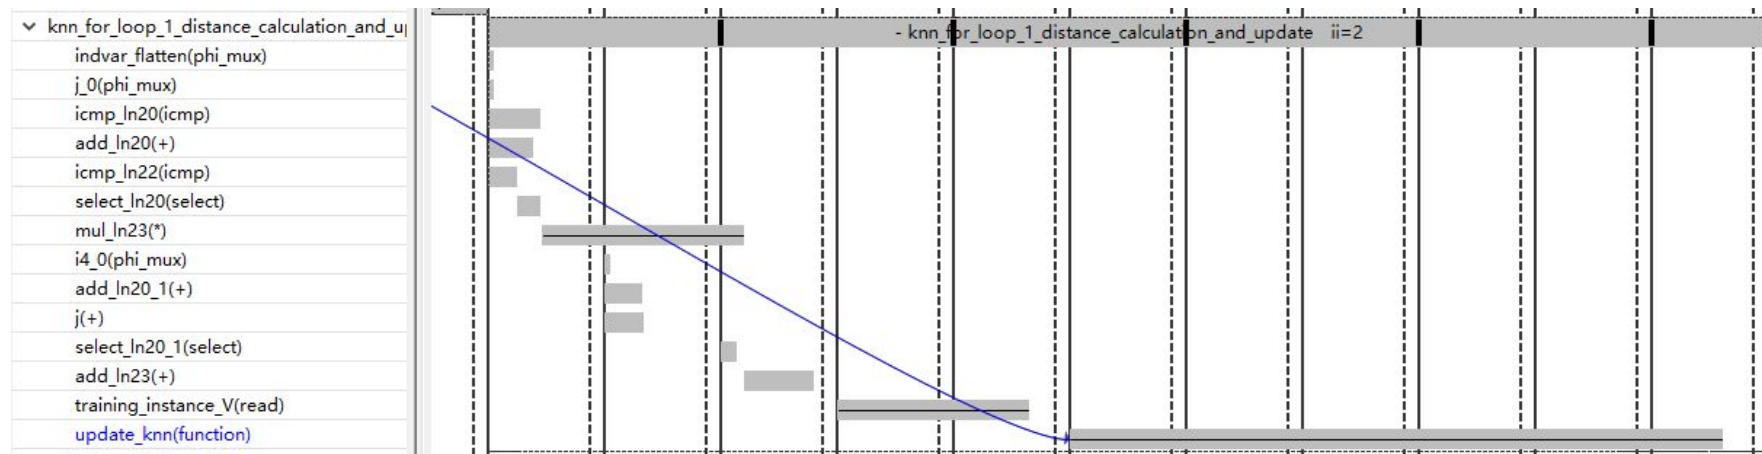 knn_for_loop_1_distance_calculation_and_u
- knn_for_loop_1_distance_calculation_and_update ii=2
indvar_flatten(phi_mux)
j_0(phi_mux)
icmp_ln20(icmp)
add_ln20(+)
icmp_ln22(icmp)
select_ln20(select)
mul_ln23(*)
i4_0(phi_mux)
add_ln20_1(+)
j(+)
select_ln20_1(select)
add_ln23(+)
training_instance_V(read)
update_knn(function)